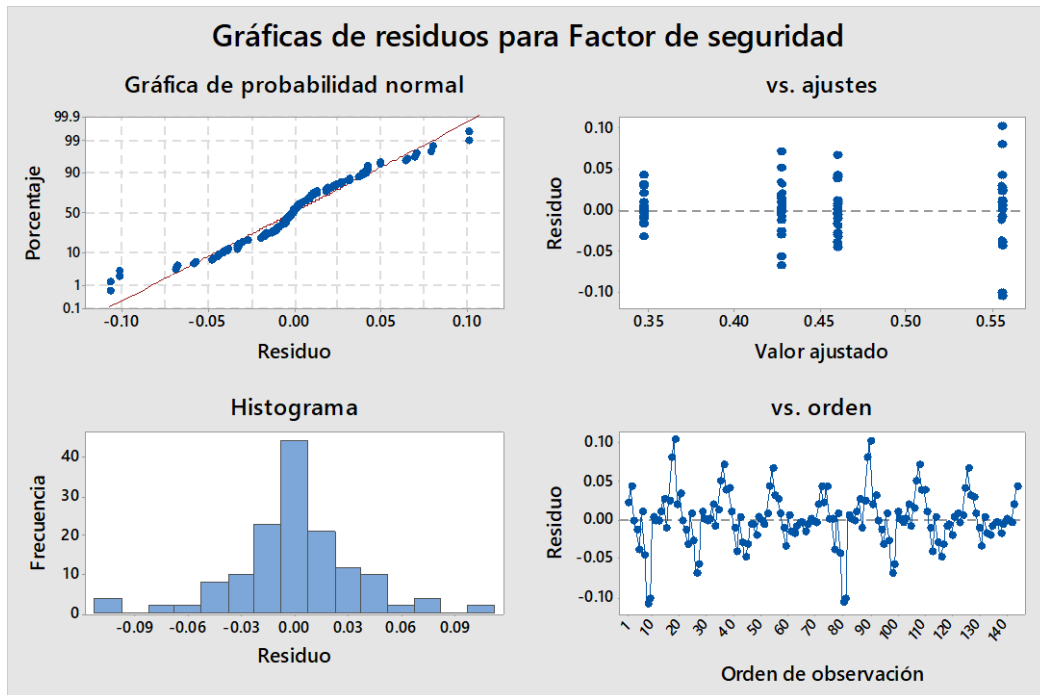 Gráficas de residuos para Factor de seguridad
Gráfica de probabilidad normal
99.9
99
90
50
10
1
0.1
Porcentaje
-0.10 -0.05 0.00 0.05 0.10
Residuo
vs. ajustes
0.10
0.05
0.00
-0.05
-0.10
Residuo
0.35 0.40 0.45 0.50 0.55
Valor ajustado
Histograma
40
30
20
10
0
Frecuencia
-0.09 -0.06 -0.03 0.00 0.03 0.06 0.09
Residuo
vs. orden
0.10
0.05
0.00
-0.05
-0.10
Residuo
1 10 20 30 40 50 60 70 80 90 100 110 120 130 140
Orden de observación